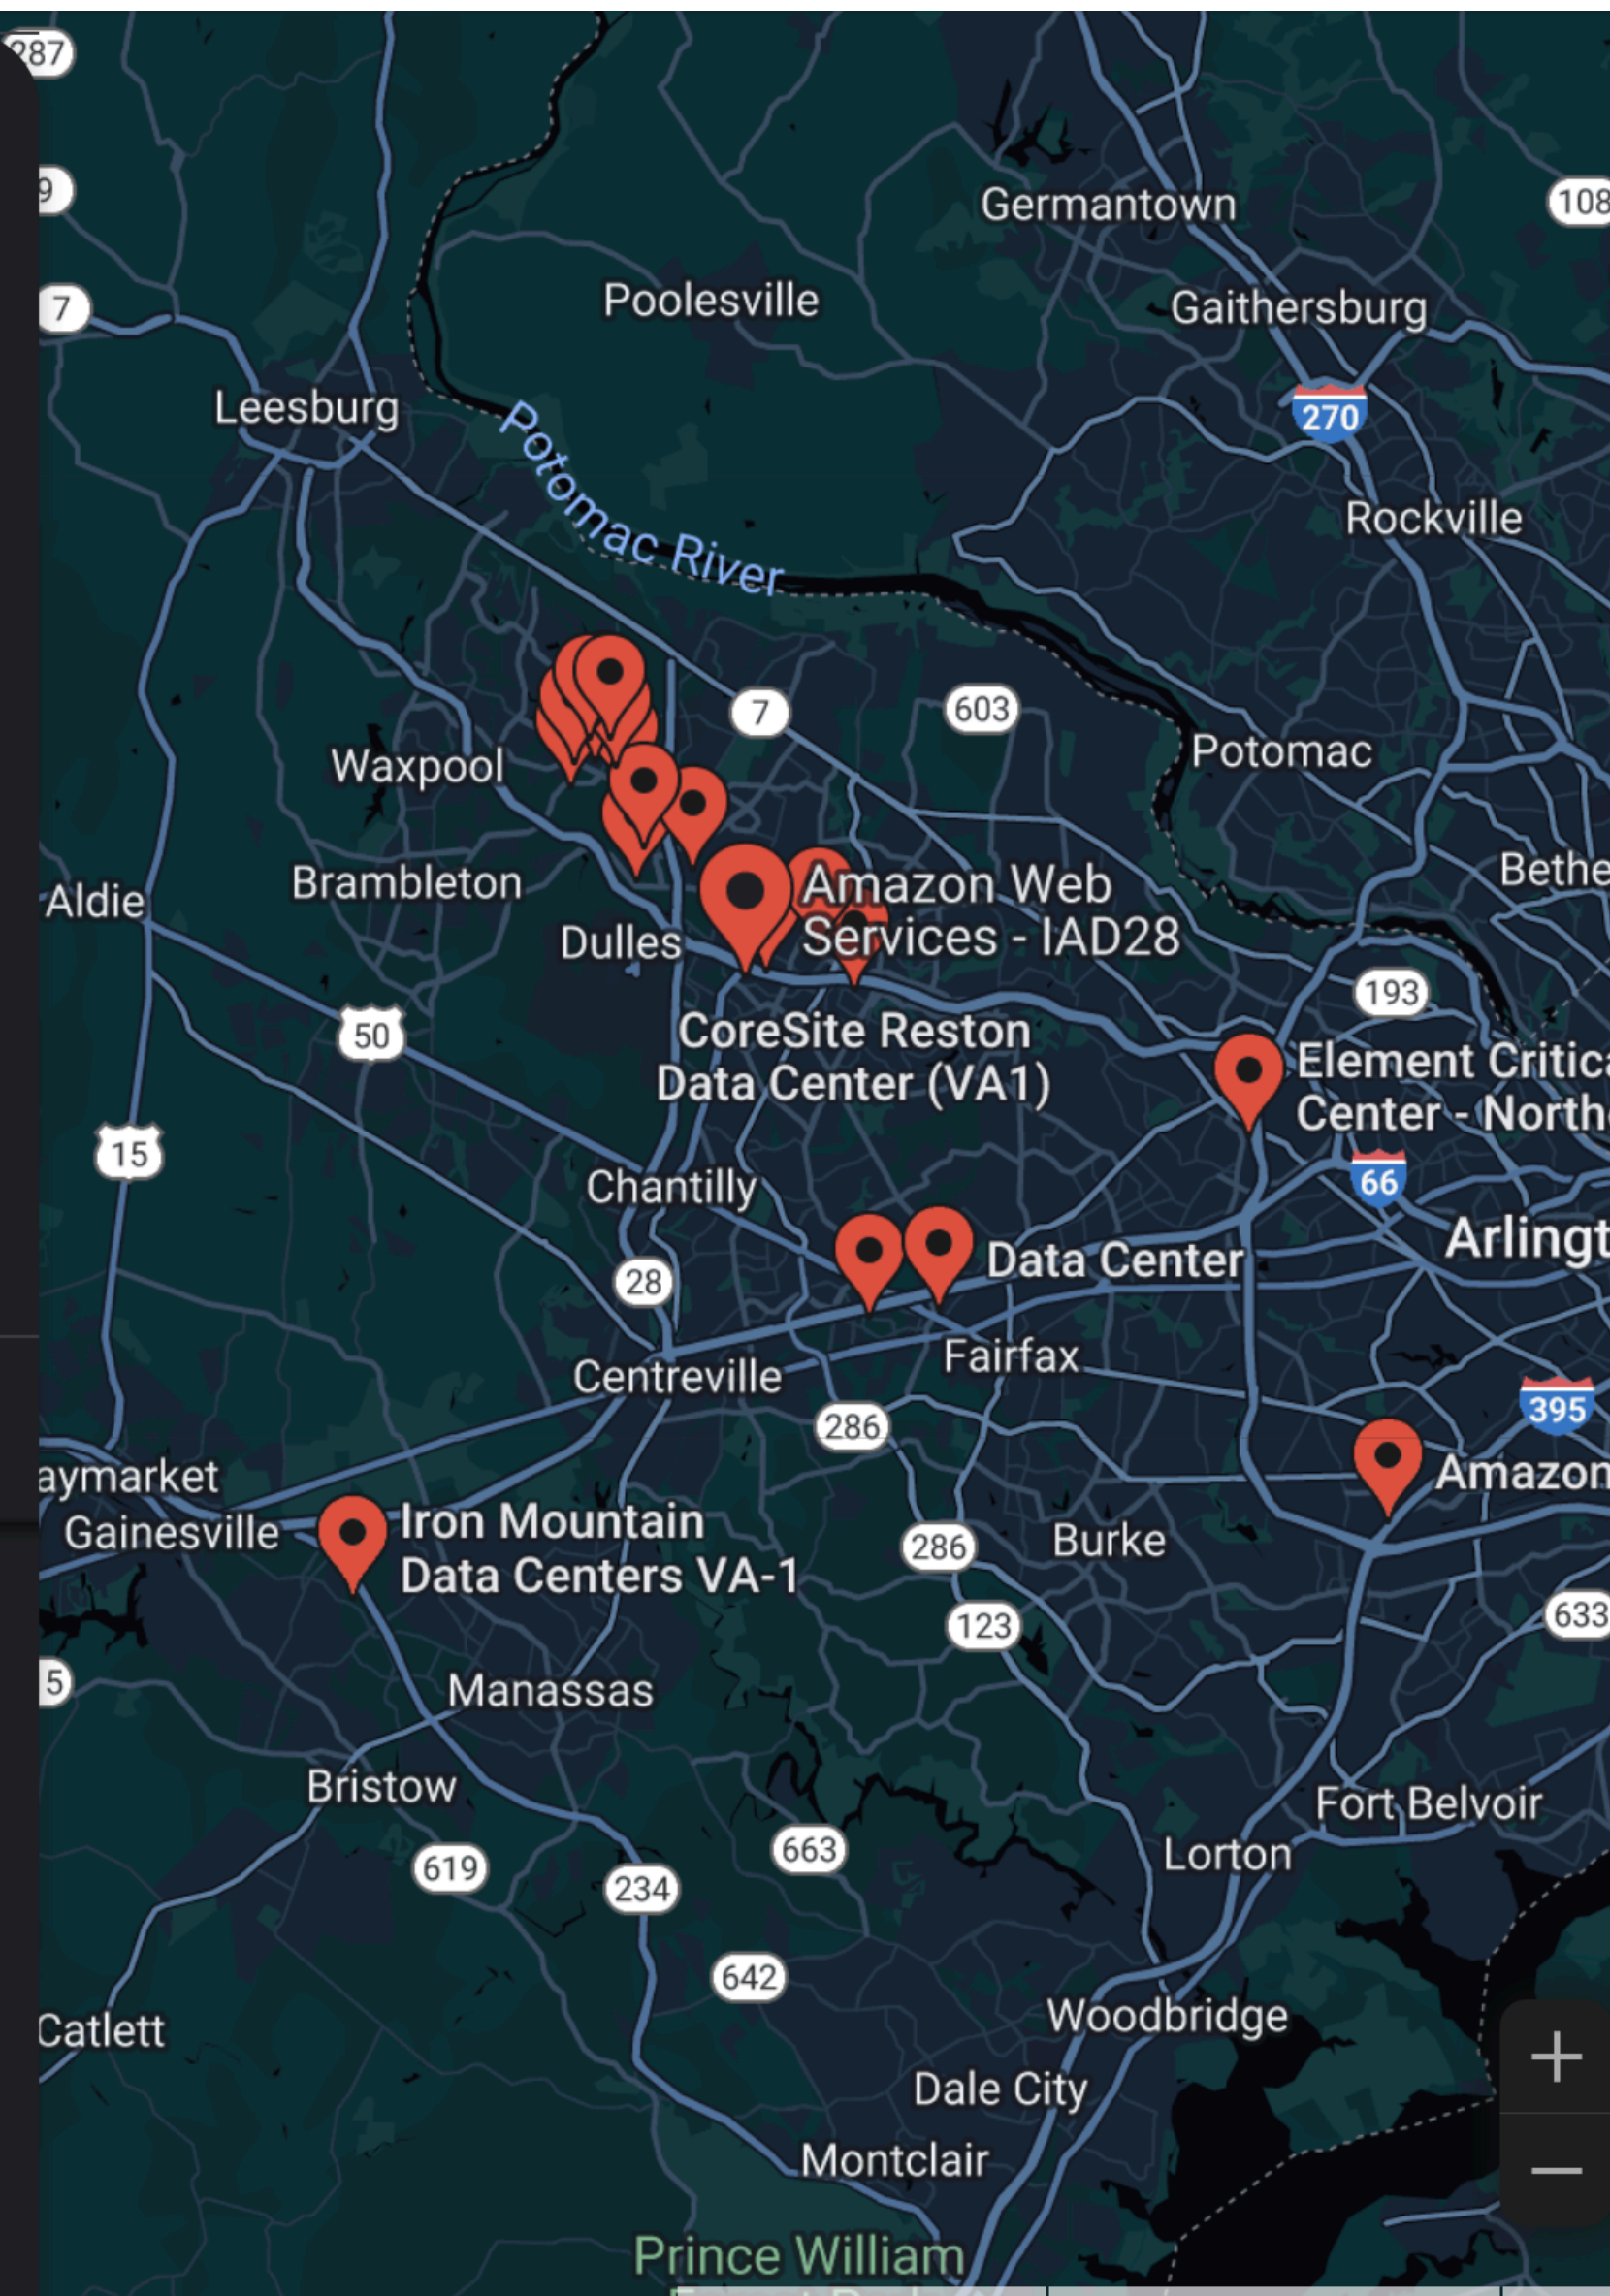 287
9
108
Germantown
Poolesville
Gaithersburg
7
Leesburg
270
Potomac River
Rockville
7
603
Waxpool
Potomac
Bethe
Brambleton
Aldie
Amazon Web
Services - IAD28
Dulles
193
50
CoreSite Reston
Data Center (VA1)
Element Critica
Center - North
15
66
Chantilly
Arlingt
Data Center
28
Fairfax
Centreville
395
286
aymarket
Amazon
Gainesville
Iron Mountain
Data Centers VA-1
286
Burke
633
123
5
Manassas
Bristow
Fort Belvoir
663
Lorton
619
234
642
Woodbridge
Catlett
+
Dale City
Montclair
−
Prince William